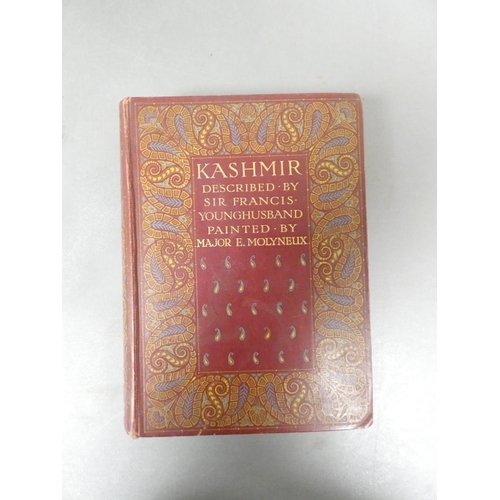 KASHMIR
DESCRIBED · BY
SIR FRANCIS ·
YOUNGHUSBAND
PAINTED · BY
MAJOR E. MOLYNEUX